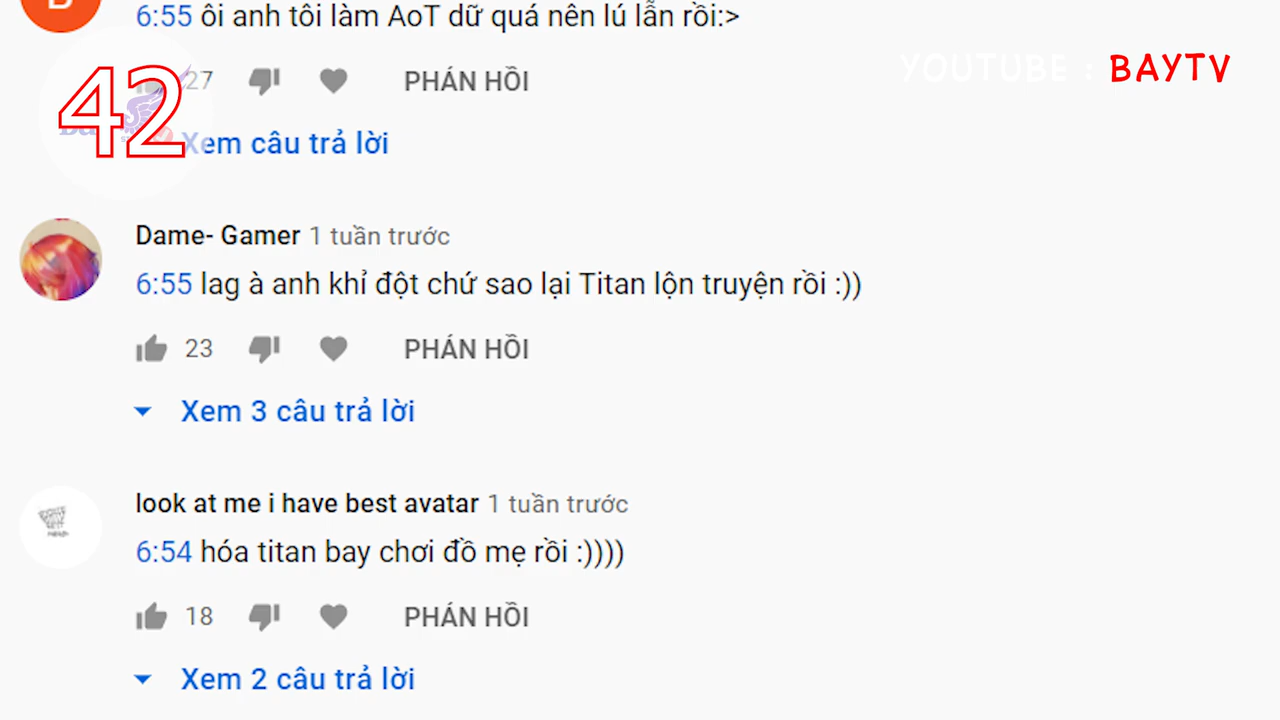 6:55 ôi anh tôi làm AoT dữ quá nên lú lẫn rồi:>
YOUTUBE : BAYTV
42
27 PHÁN HỒI
Xem câu trả lời
Dame- Gamer 1 tuần trước
6:55 lag à anh khỉ đột chứ sao lại Titan lộn truyện rồi :))
23 PHÁN HỒI
Xem 3 câu trả lời
look at me i have best avatar 1 tuần trước
6:54 hóa titan bay chơi đồ mẹ rồi :))))
18 PHÁN HỒI
Xem 2 câu trả lời